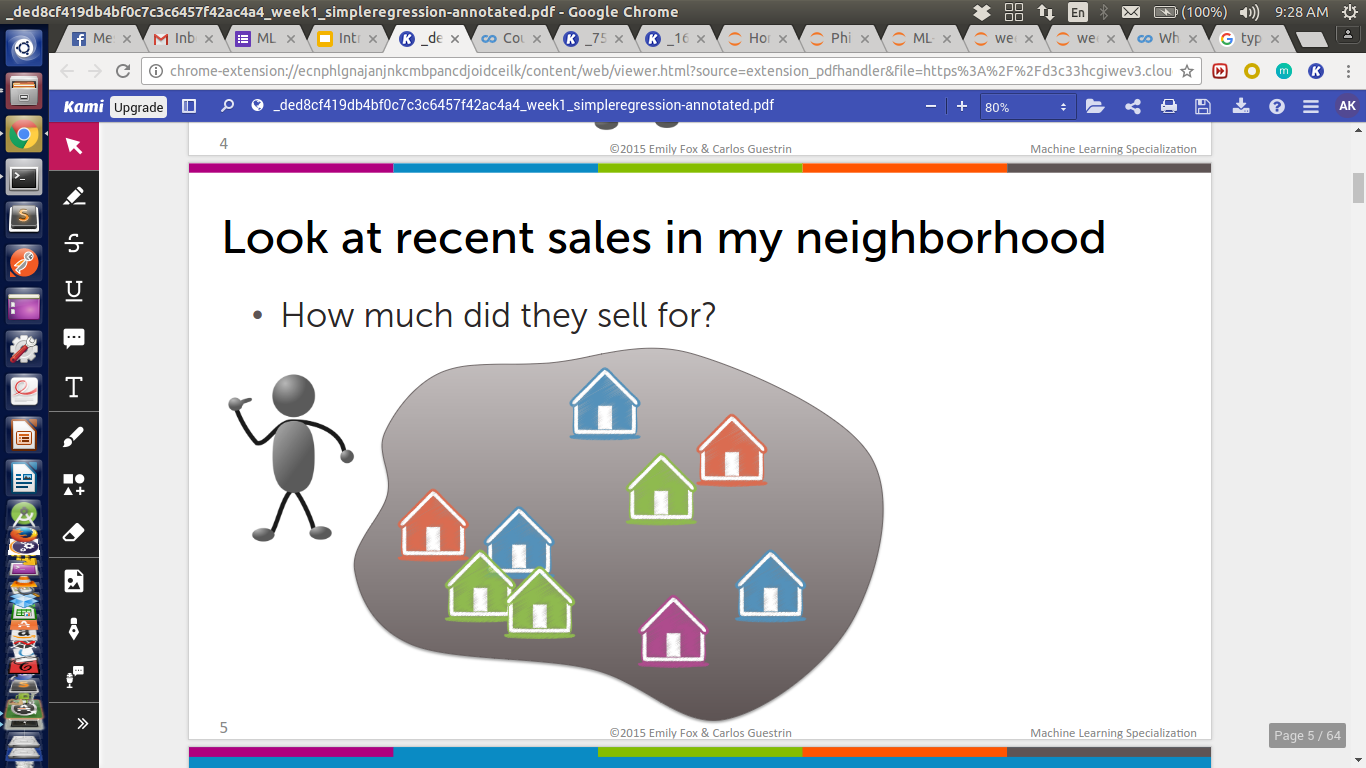 _ded8cf419db4bf0c7c3c6457f42ac4a4_week1_simpleregression-annotated.pdf - Google Chrome
En (100%) 9:28 AM
Me Inb ML Intr _de Cou _75 _16 Hor Phi ML- wee wee Wh typ
chrome-extension://ecnphlgnajanjnkcmbpancdjoidceilk/content/web/viewer.html?source=extension_pdfhandler&file=https%3A%2F%2Fd3c33hcgiwev3.clou
Kami Upgrade _ded8cf419db4bf0c7c3c6457f42ac4a4_week1_simpleregression-annotated.pdf 80% AK
4 ©2015 Emily Fox & Carlos Guestrin Machine Learning Specialization
Look at recent sales in my neighborhood
• How much did they sell for?
5 ©2015 Emily Fox & Carlos Guestrin Machine Learning Specialization
Page 5 / 64